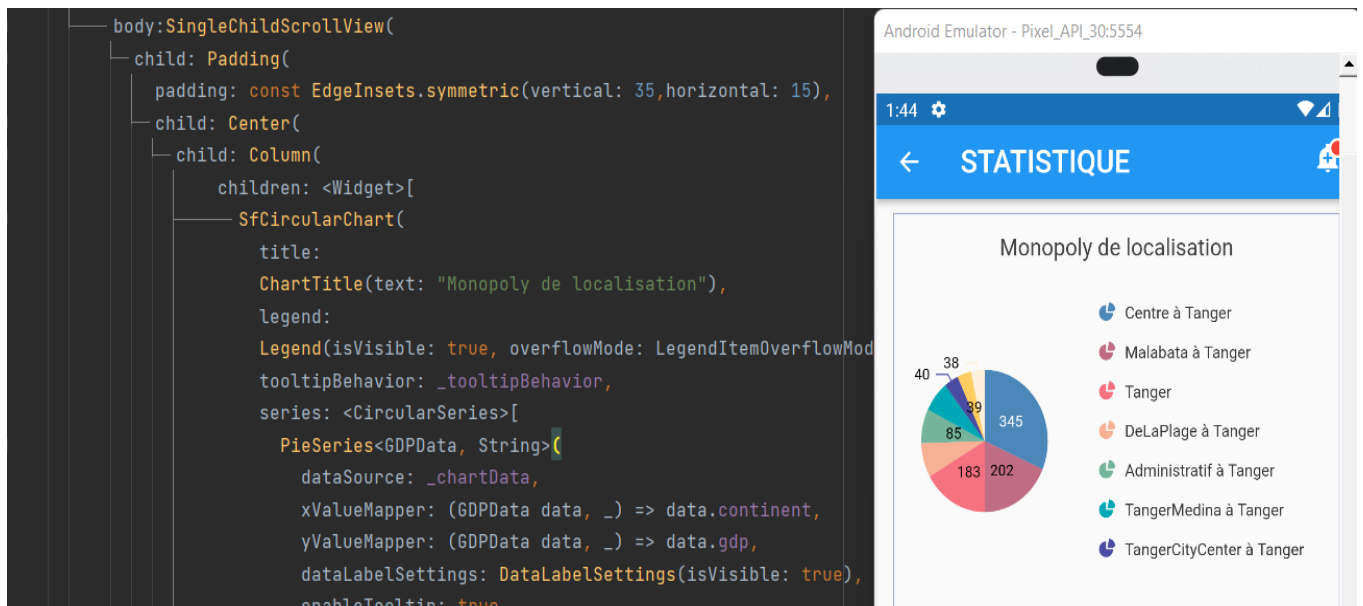 body:SingleChildScrollView(
child: Padding(
padding: const EdgeInsets.symmetric(vertical: 35,horizontal: 15),
child: Center(
child: Column(
children: <Widget>[
SfCircularChart(
title:
ChartTitle(text: "Monopoly de localisation"),
legend:
Legend(isVisible: true, overflowMode: LegendItemOverflowMod
tooltipBehavior: _tooltipBehavior,
series: <CircularSeries>[
PieSeries<GDPData, String>(
dataSource: _chartData,
xValueMapper: (GDPData data, _) => data.continent,
yValueMapper: (GDPData data, _) => data.gdp,
dataLabelSettings: DataLabelSettings(isVisible: true),
enableTooltip: true
Android Emulator - Pixel_API_30:5554
1:44
STATISTIQUE
Monopoly de localisation
38
40
39
345
85
183
202
Centre à Tanger
Malabata à Tanger
Tanger
DeLaPlage à Tanger
Administratif à Tanger
TangerMedina à Tanger
TangerCityCenter à Tanger